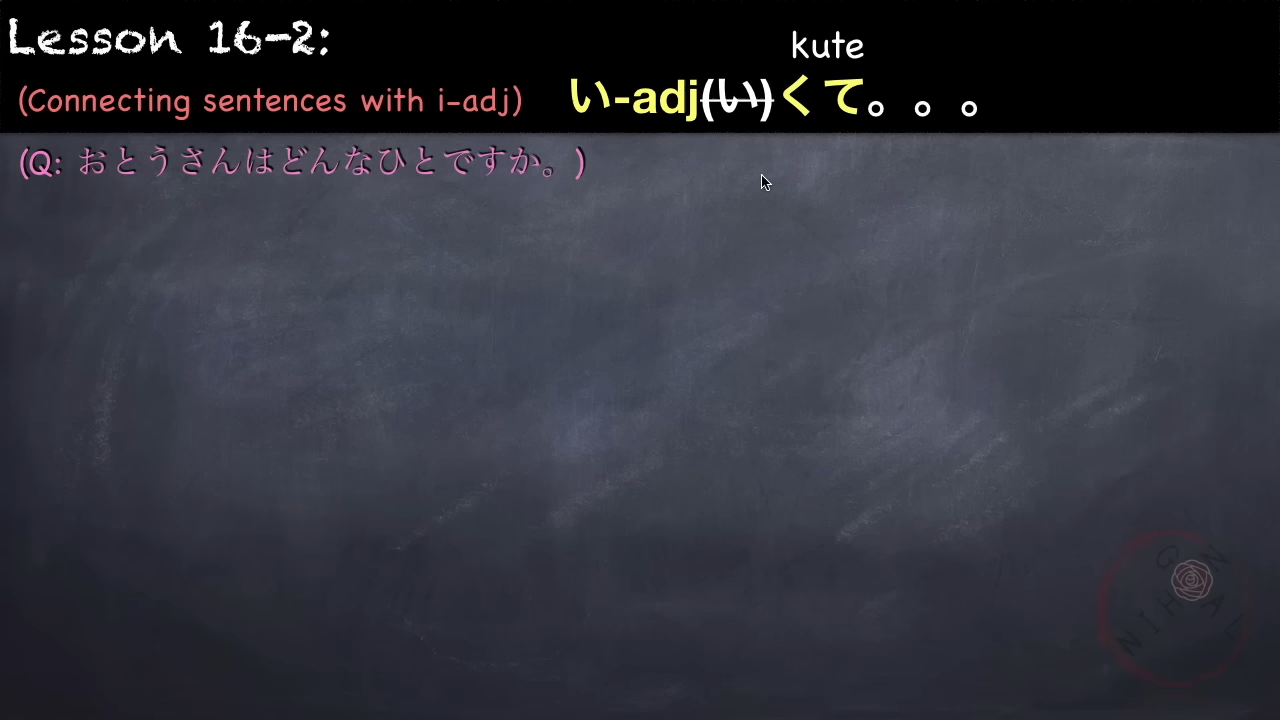 Lesson 16-2:
kute
(Connecting sentences with i-adj) い-adj(い)くて。。。
(Q: おとうさんはどんなひとですか。)